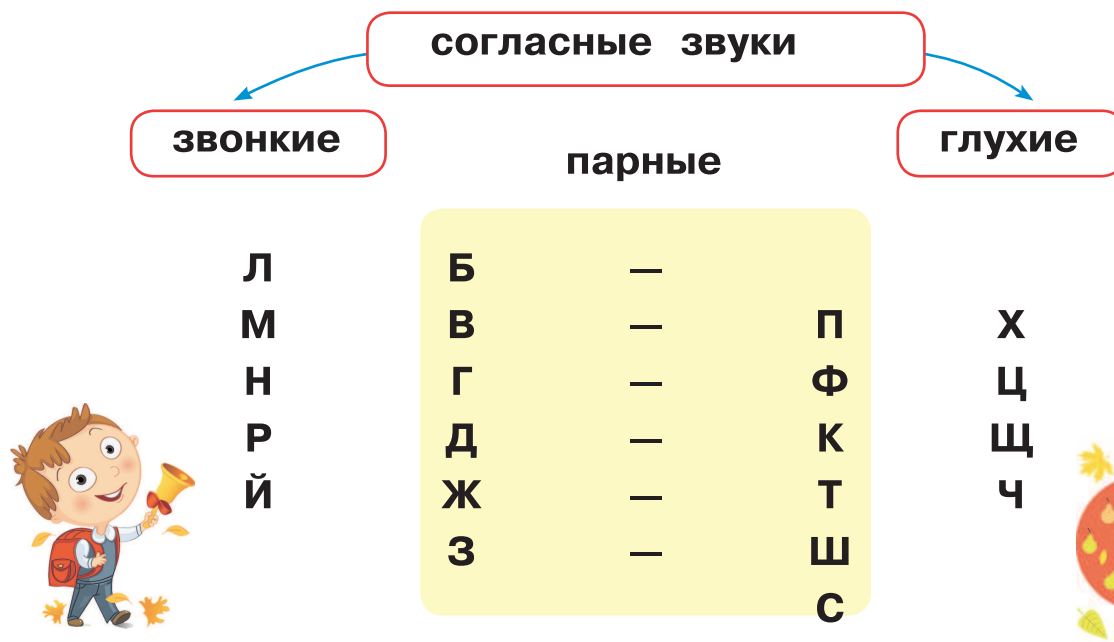 согласные звуки
звонкие
глухие
парные
Л Б —
М В — П Х
Н Г — Ф Ц
Р Д — К Щ
Й Ж — Т Ч
З — Ш
С